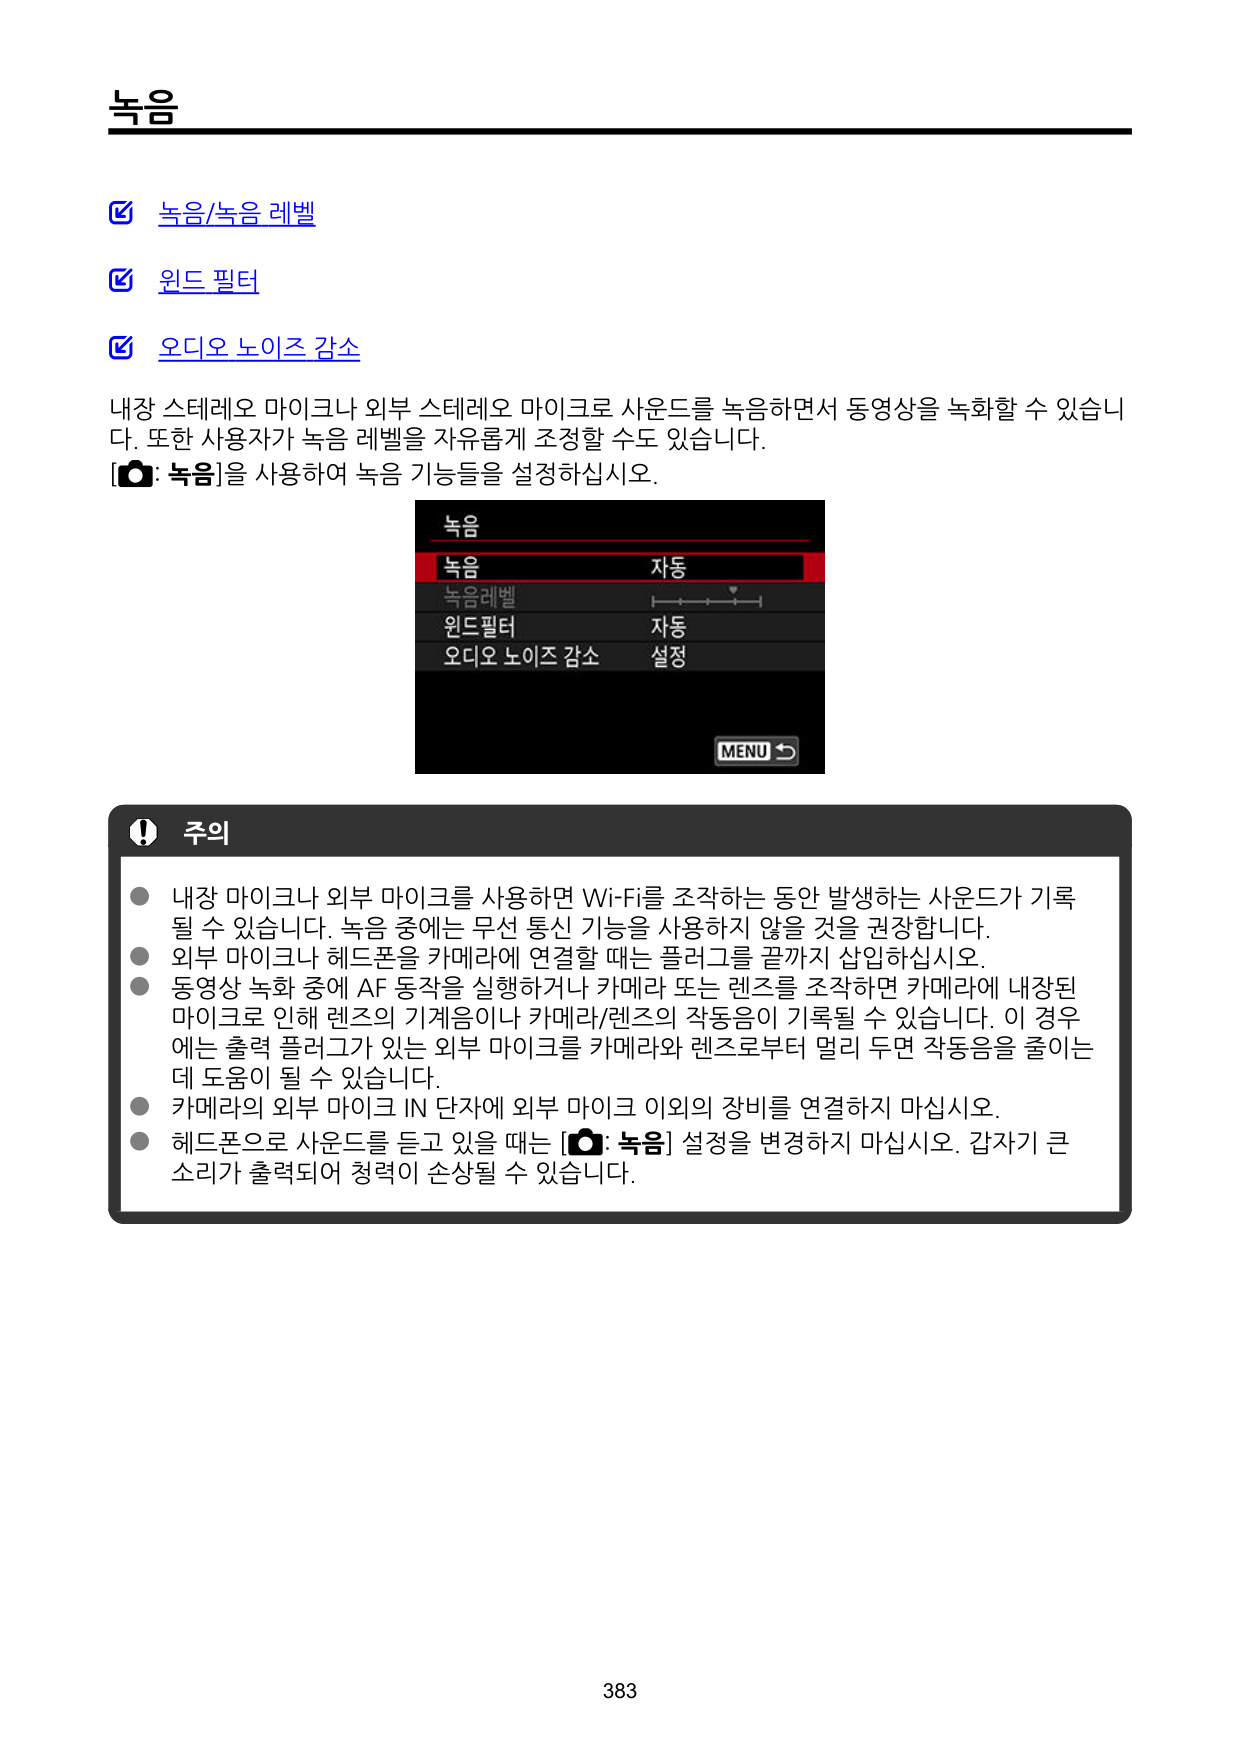 녹음
녹음/녹음 레벨
윈드 필터
오디오 노이즈 감소
내장 스테레오 마이크나 외부 스테레오 마이크로 사운드를 녹음하면서 동영상을 녹화할 수 있습니
다. 또한 사용자가 녹음 레벨을 자유롭게 조정할 수도 있습니다.
[: 녹음]을 사용하여 녹음 기능들을 설정하십시오.
녹음
녹음 자동
녹음레벨
윈드필터 자동
오디오 노이즈 감소 설정
MENU
주의
● 내장 마이크나 외부 마이크를 사용하면 Wi-Fi를 조작하는 동안 발생하는 사운드가 기록
될 수 있습니다. 녹음 중에는 무선 통신 기능을 사용하지 않을 것을 권장합니다.
● 외부 마이크나 헤드폰을 카메라에 연결할 때는 플러그를 끝까지 삽입하십시오.
● 동영상 녹화 중에 AF 동작을 실행하거나 카메라 또는 렌즈를 조작하면 카메라에 내장된
마이크로 인해 렌즈의 기계음이나 카메라/렌즈의 작동음이 기록될 수 있습니다. 이 경우
에는 출력 플러그가 있는 외부 마이크를 카메라와 렌즈로부터 멀리 두면 작동음을 줄이는
데 도움이 될 수 있습니다.
● 카메라의 외부 마이크 IN 단자에 외부 마이크 이외의 장비를 연결하지 마십시오.
● 헤드폰으로 사운드를 듣고 있을 때는 [: 녹음] 설정을 변경하지 마십시오. 갑자기 큰
소리가 출력되어 청력이 손상될 수 있습니다.
383